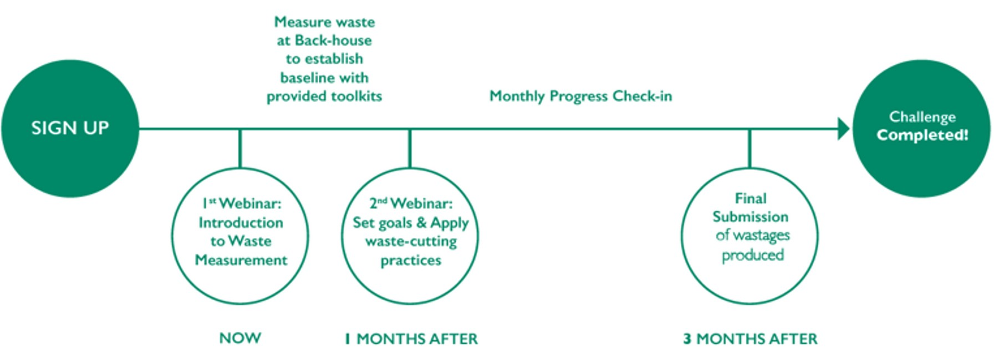 Measure waste
at Back-house
to establish
baseline with
provided toolkits
Monthly Progress Check-in
SIGN UP
Challenge
Completed!
1st Webinar:
Introduction
to Waste
Measurement
2nd Webinar:
Set goals & Apply
waste-cutting
practices
Final
Submission
of wastages
produced
NOW
1 MONTHS AFTER
3 MONTHS AFTER